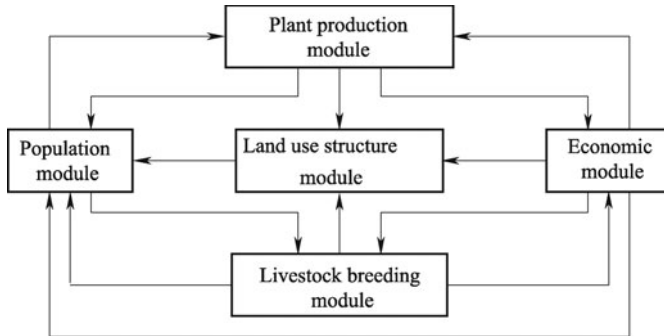 Plant production
module
Population
module
Land use structure
module
Economic
module
Livestock breeding
module